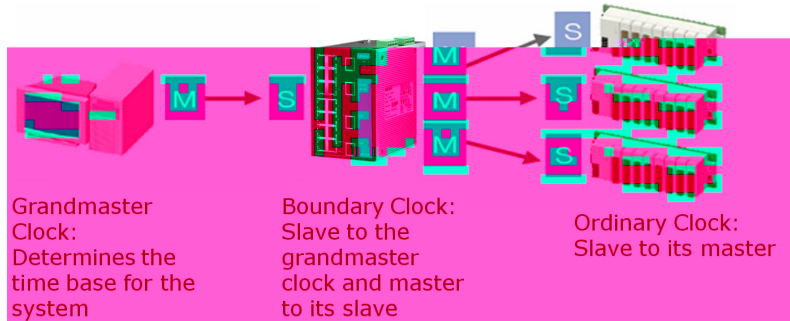 S
M
M
S
M
S
M
S
Grandmaster
Clock:
Determines the
time base for the
system
Boundary Clock:
Slave to the
grandmaster
clock and master
to its slave
Ordinary Clock:
Slave to its master